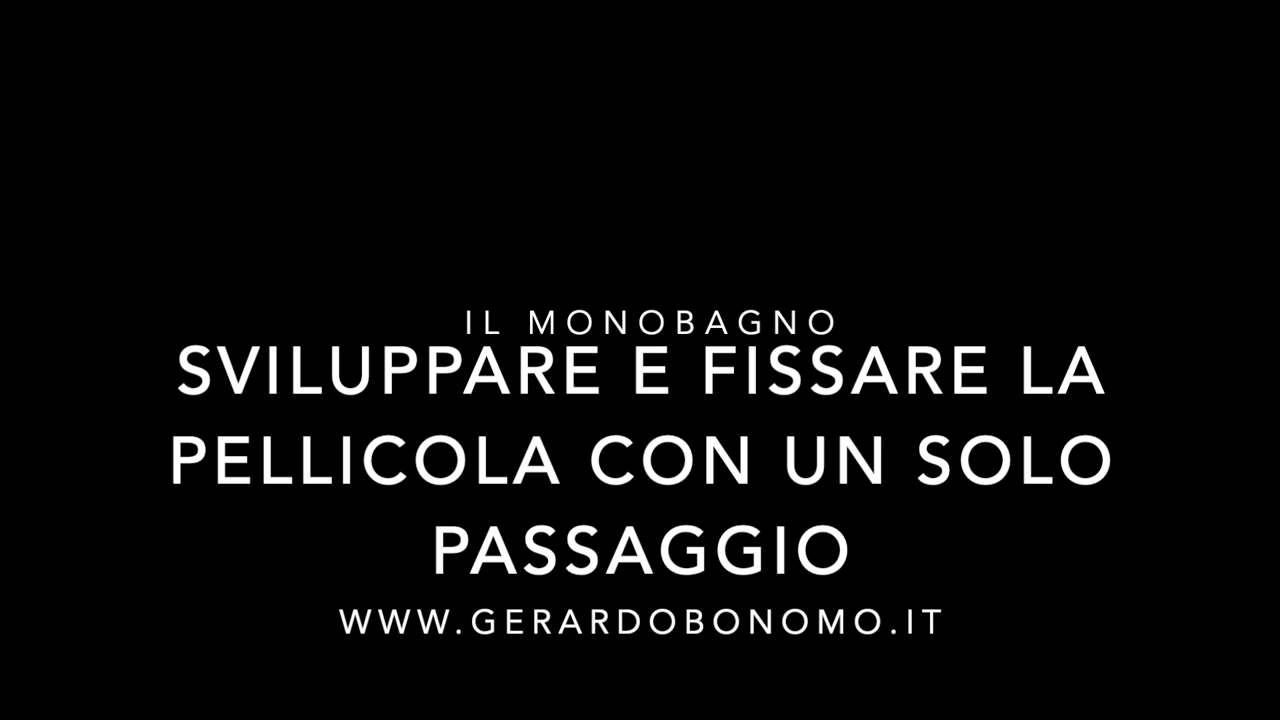 IL MONOBAGNO
SVILUPPARE E FISSARE LA
PELLICOLA CON UN SOLO
PASSAGGIO
WWW.GERARDOBONOMO.IT